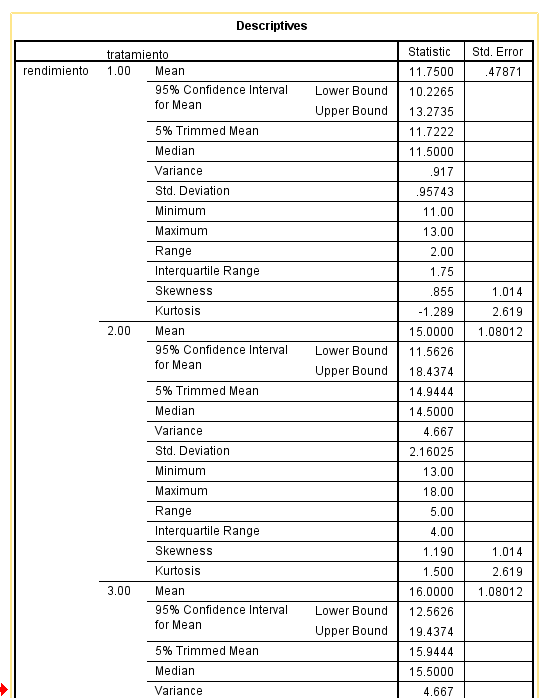 Descriptives
tratamiento Statistic Std. Error
rendimiento 1.00 Mean 11.7500 .47871
95% Confidence Interval for Mean Lower Bound 10.2265
Upper Bound 13.2735
5% Trimmed Mean 11.7222
Median 11.5000
Variance .917
Std. Deviation .95743
Minimum 11.00
Maximum 13.00
Range 2.00
Interquartile Range 1.75
Skewness .855 1.014
Kurtosis -1.289 2.619
2.00 Mean 15.0000 1.08012
95% Confidence Interval for Mean Lower Bound 11.5626
Upper Bound 18.4374
5% Trimmed Mean 14.9444
Median 14.5000
Variance 4.667
Std. Deviation 2.16025
Minimum 13.00
Maximum 18.00
Range 5.00
Interquartile Range 4.00
Skewness 1.190 1.014
Kurtosis 1.500 2.619
3.00 Mean 16.0000 1.08012
95% Confidence Interval for Mean Lower Bound 12.5626
Upper Bound 19.4374
5% Trimmed Mean 15.9444
Median 15.5000
Variance 4.667